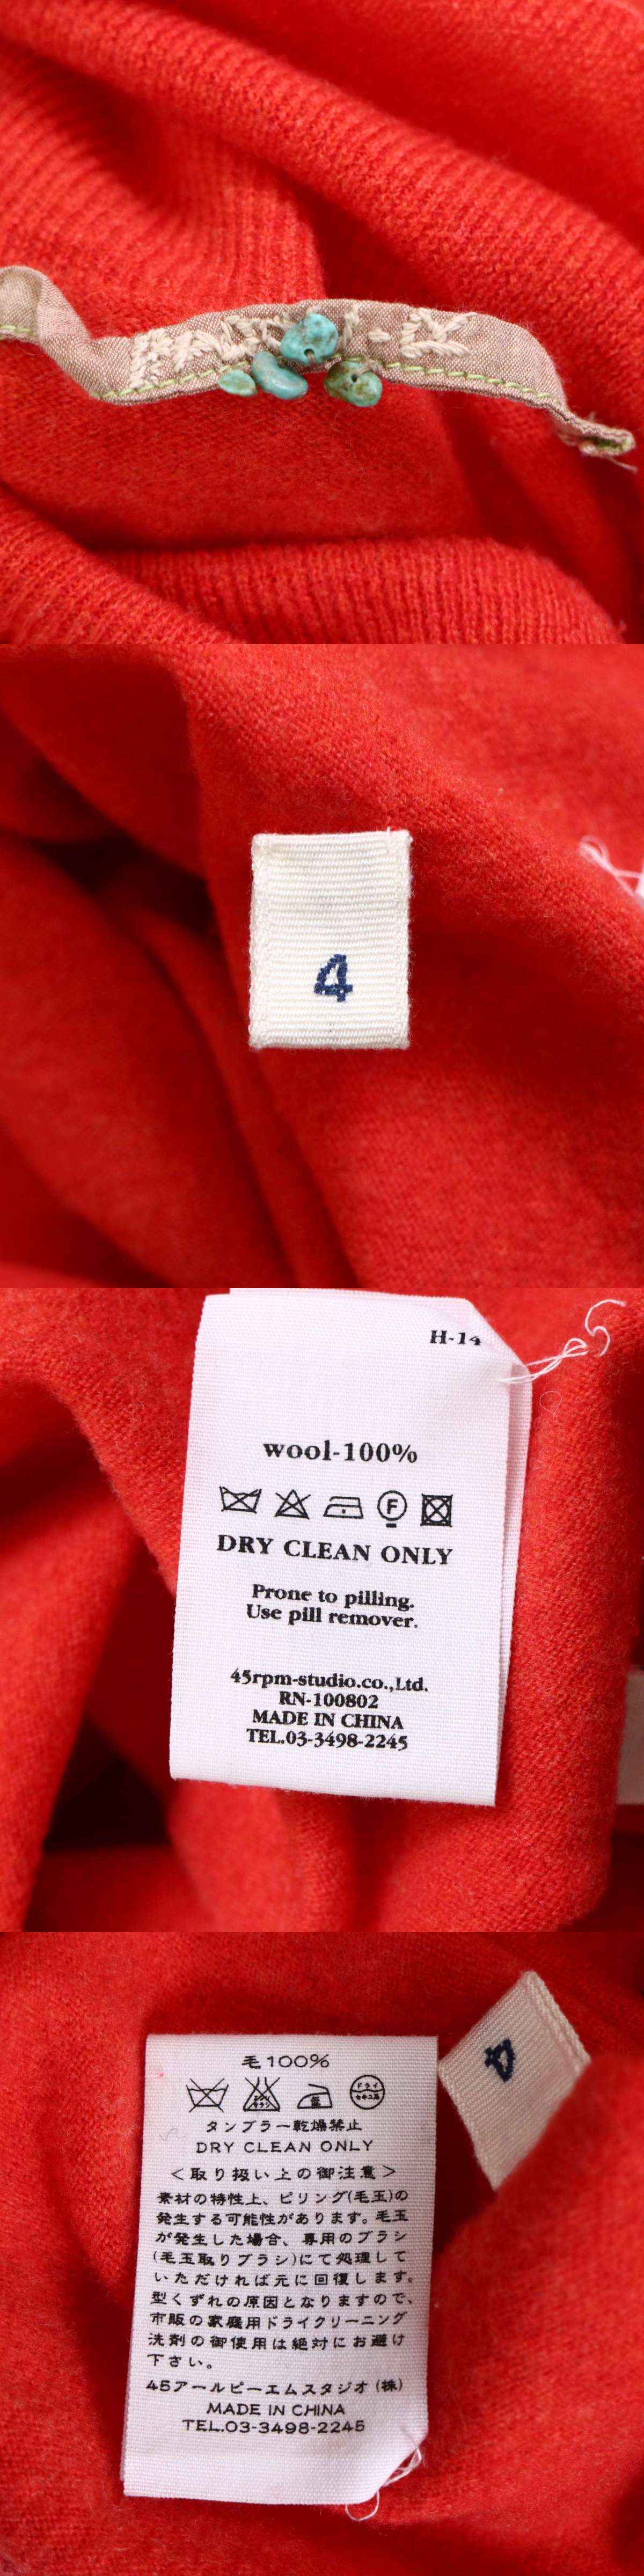 4
H-14
wool-100%
F
DRY CLEAN ONLY
Prone to pilling.
Use pill remover.
45rpm-studio.co.,Ltd.
RN-100802
MADE IN CHINA
TEL.03-3498-2245
4
毛100%
ドライ
セキユ系
タンブラー乾燥禁止
DRY CLEAN ONLY
<取り扱い上の御注意>
素材の特性上、ピリング(毛玉)の
発生する可能性があります。毛玉
が発生した場合、専用のブラシ
(毛玉取りブラシ)にて処理して
いただければ元に回復します。
型くずれの原因となりますので、
市販の家庭用ドライクリーニング
洗剤の御使用は絶対にお避け
下さい。
45アールピーエムスタジオ(株)
MADE IN CHINA
TEL.03-3498-2245